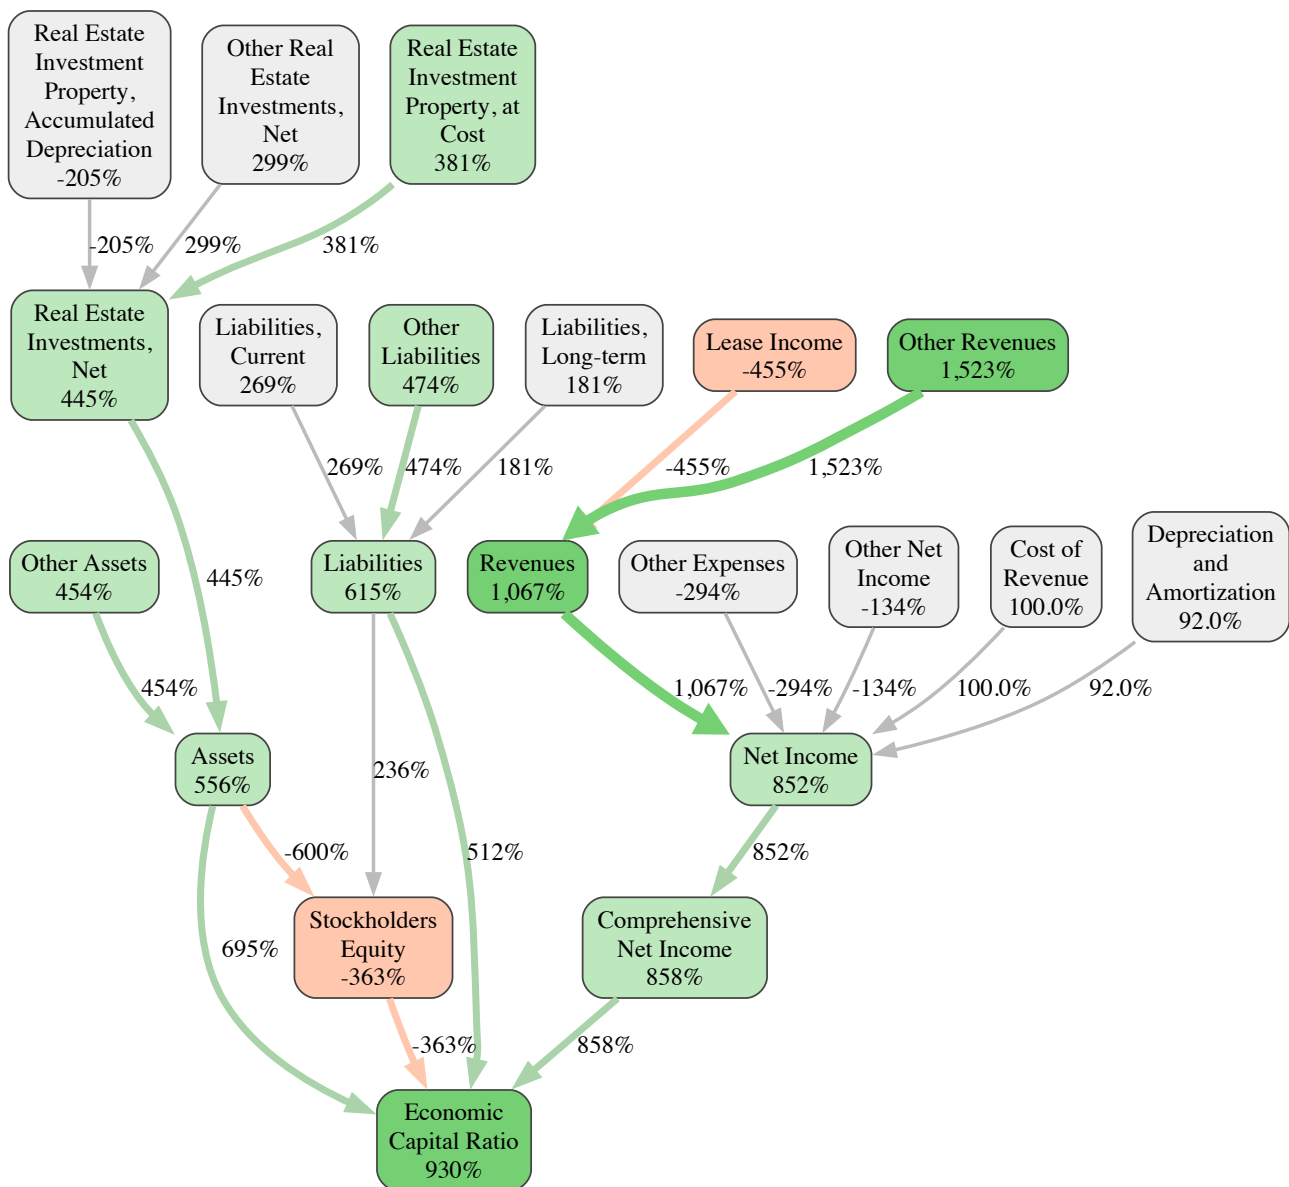 Real Estate
Investment
Property,
Accumulated
Depreciation
-205%
Other Real
Estate
Investments,
Net
299%
Real Estate
Investment
Property, at
Cost
381%
-205%
299%
381%
Real Estate
Investments,
Net
445%
Liabilities,
Current
269%
Other
Liabilities
474%
Liabilities,
Long-term
181%
Lease Income
-455%
Other Revenues
1,523%
269%
474%
181%
-455%
1,523%
Other Assets
454%
445%
Liabilities
615%
Revenues
1,067%
Other Expenses
-294%
Other Net
Income
-134%
Cost of
Revenue
100.0%
Depreciation
and
Amortization
92.0%
454%
1,067%
-294%
-134%
100.0%
92.0%
Assets
556%
236%
Net Income
852%
-600%
512%
852%
695%
Stockholders
Equity
-363%
Comprehensive
Net Income
858%
-363%
858%
Economic
Capital Ratio
930%